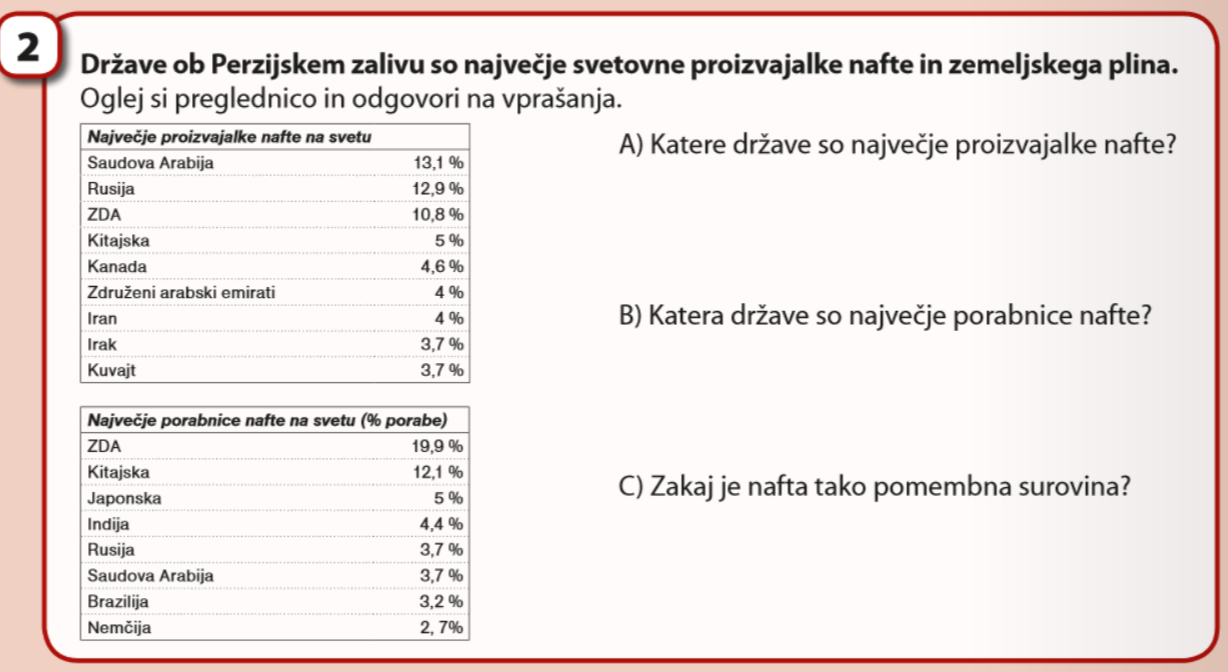 2
Države ob Perzijskem zalivu so največje svetovne proizvajalke nafte in zemeljskega plina.
Oglej si preglednico in odgovori na vprašanja.
Največje proizvajalke nafte na svetu
Saudova Arabija 13,1 %
Rusija 12,9 %
ZDA 10,8 %
Kitajska 5 %
Kanada 4,6 %
Združeni arabski emirati 4 %
Iran 4 %
Irak 3,7 %
Kuvajt 3,7 %
Največje porabnice nafte na svetu (% porabe)
ZDA 19,9 %
Kitajska 12,1 %
Japonska 5 %
Indija 4,4 %
Rusija 3,7 %
Saudova Arabija 3,7 %
Brazilija 3,2 %
Nemčija 2, 7%
A) Katere države so največje proizvajalke nafte?
B) Katera države so največje porabnice nafte?
C) Zakaj je nafta tako pomembna surovina?